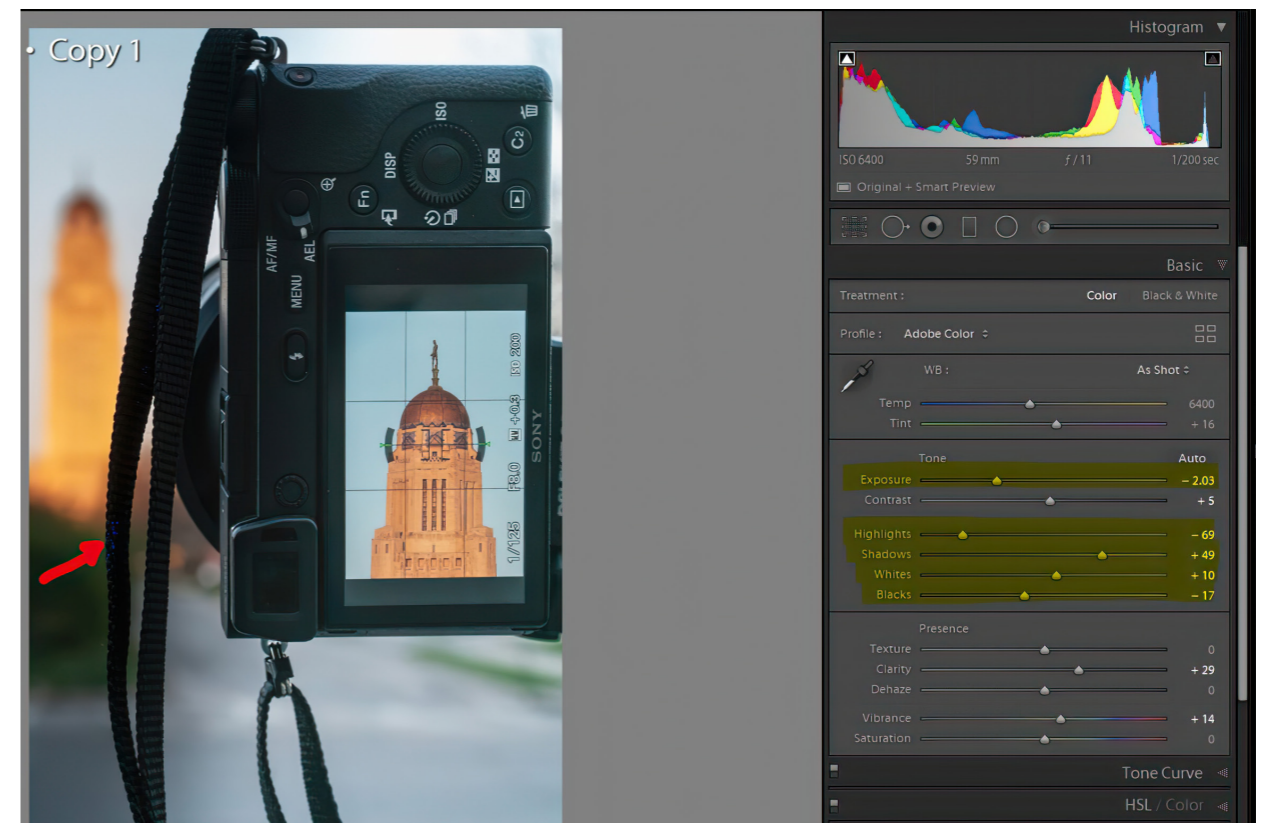 • Copy 1
ISO
C2
DISP
Fn
AF/MF
AEL
MENU
ISO 200
+0.3
F8.0
1/125
SONY
Histogram
ISO 6400 59 mm ƒ / 11 1/200 sec
Original + Smart Preview
Basic
Treatment : Color Black & White
Profile : Adobe Color
WB : As Shot
Temp 6400
Tint + 16
Tone Auto
Exposure − 2.03
Contrast + 5
Highlights − 69
Shadows + 49
Whites + 10
Blacks − 17
Presence
Texture 0
Clarity + 29
Dehaze 0
Vibrance + 14
Saturation 0
Tone Curve
HSL / Color